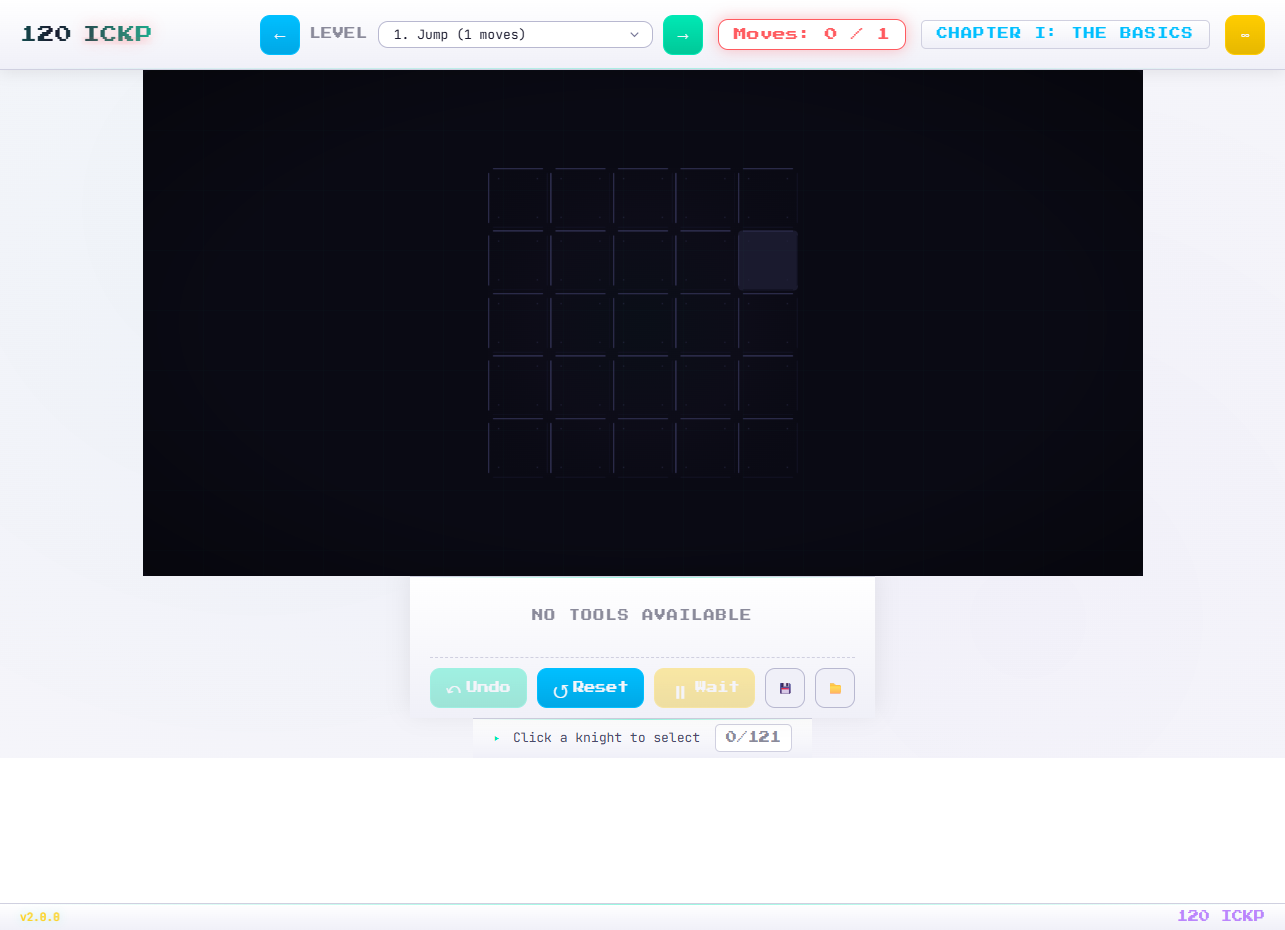 120 ICKP
←
LEVEL
1. Jump (1 moves)
→
Moves: 0 / 1
CHAPTER I: THE BASICS
∞
NO TOOLS AVAILABLE
↶ Undo
↺ Reset
⏸ Wait
▸ Click a knight to select
0/121
v2.0.0
120 ICKP